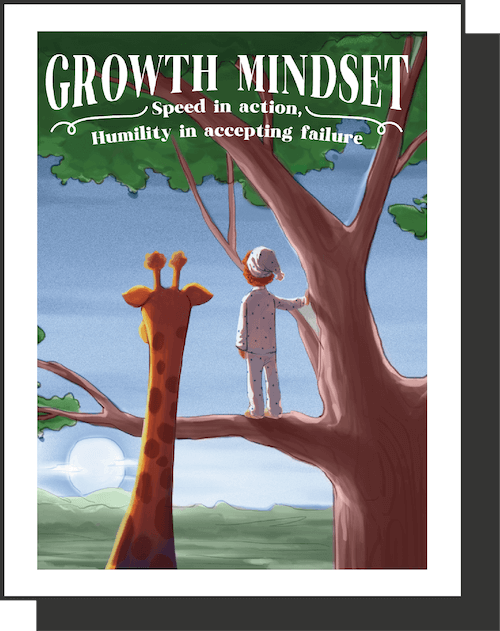 GROWTH MINDSET
Speed in action,
Humility in accepting failure